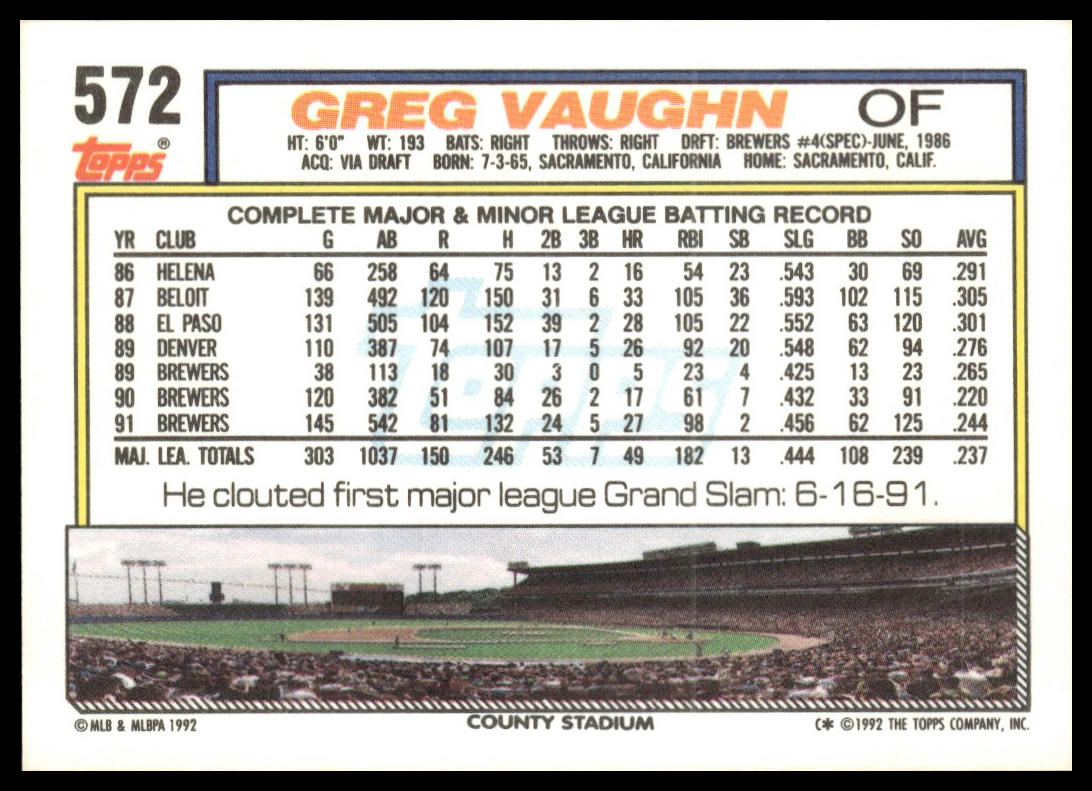 572
topps®
GREG VAUGHN OF
HT: 6'0" WT: 193 BATS: RIGHT THROWS: RIGHT DRFT: BREWERS #4(SPEC)-JUNE, 1986
ACQ: VIA DRAFT BORN: 7-3-65, SACRAMENTO, CALIFORNIA HOME: SACRAMENTO, CALIF.
COMPLETE MAJOR & MINOR LEAGUE BATTING RECORD
YR CLUB G AB R H 2B 3B HR RBI SB SLG BB SO AVG
86 HELENA 66 258 64 75 13 2 16 54 23 .543 30 69 .291
87 BELOIT 139 492 120 150 31 6 33 105 36 .593 102 115 .305
88 EL PASO 131 505 104 152 39 2 28 105 22 .552 63 120 .301
89 DENVER 110 387 74 107 17 5 26 92 20 .548 62 94 .276
89 BREWERS 38 113 18 30 3 0 5 23 4 .425 13 23 .265
90 BREWERS 120 382 51 84 26 2 17 61 7 .432 33 91 .220
91 BREWERS 145 542 81 132 24 5 27 98 2 .456 62 125 .244
MAJ. LEA. TOTALS 303 1037 150 246 53 7 49 182 13 .444 108 239 .237
Topps
He clouted first major league Grand Slam: 6-16-91.
©MLB & MLBPA 1992 COUNTY STADIUM C* ©1992 THE TOPPS COMPANY, INC.